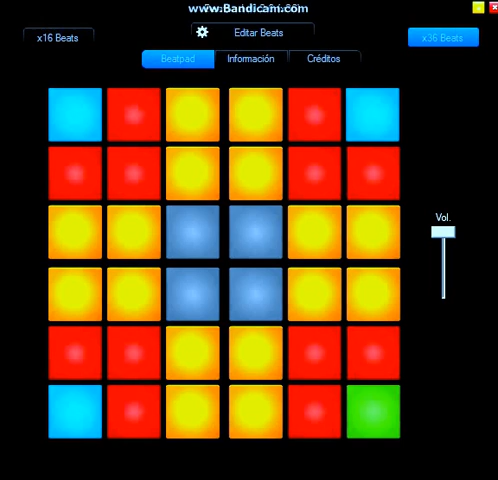 www.Bandicam.com
x16 Beats
Editar Beats
x36 Beats
Beatpad
Información
Créditos
Vol.